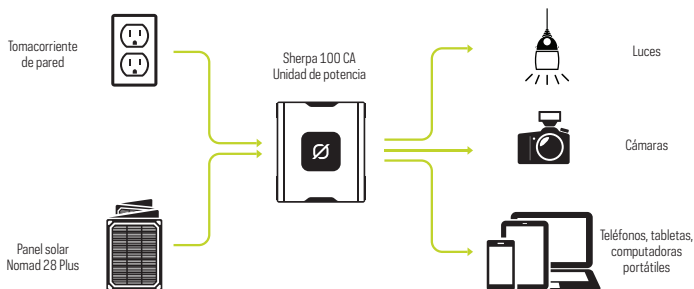 Tomacorriente
de pared
Sherpa 100 CA
Unidad de potencia
Luces
Cámaras
Panel solar
Nomad 28 Plus
Teléfonos, tabletas,
computadoras
portátiles